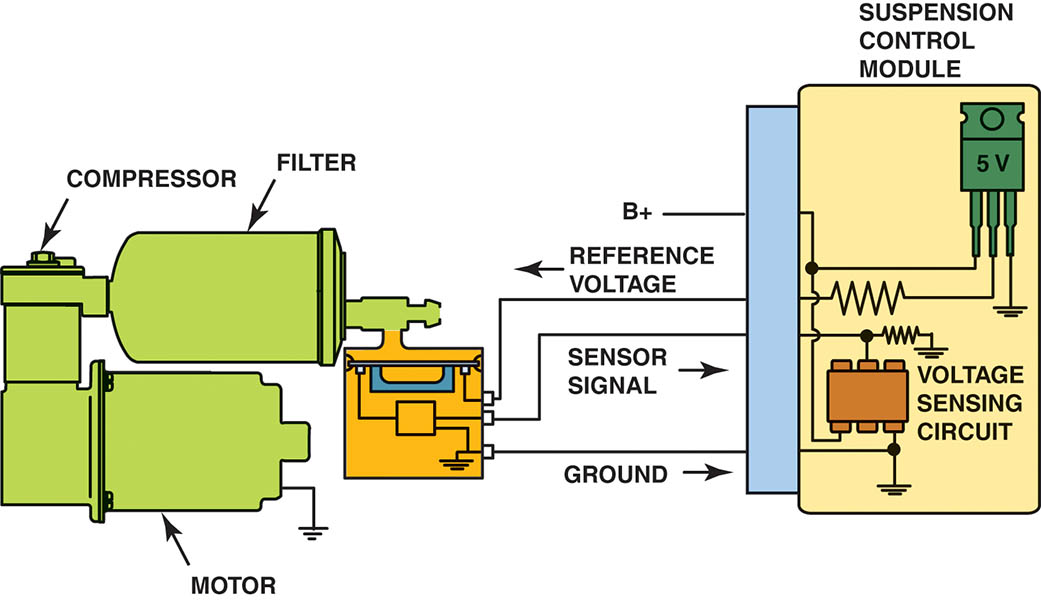 SUSPENSION
CONTROL
MODULE
5 V
FILTER
COMPRESSOR
B+
REFERENCE
VOLTAGE
SENSOR
SIGNAL
VOLTAGE
SENSING
CIRCUIT
GROUND
MOTOR